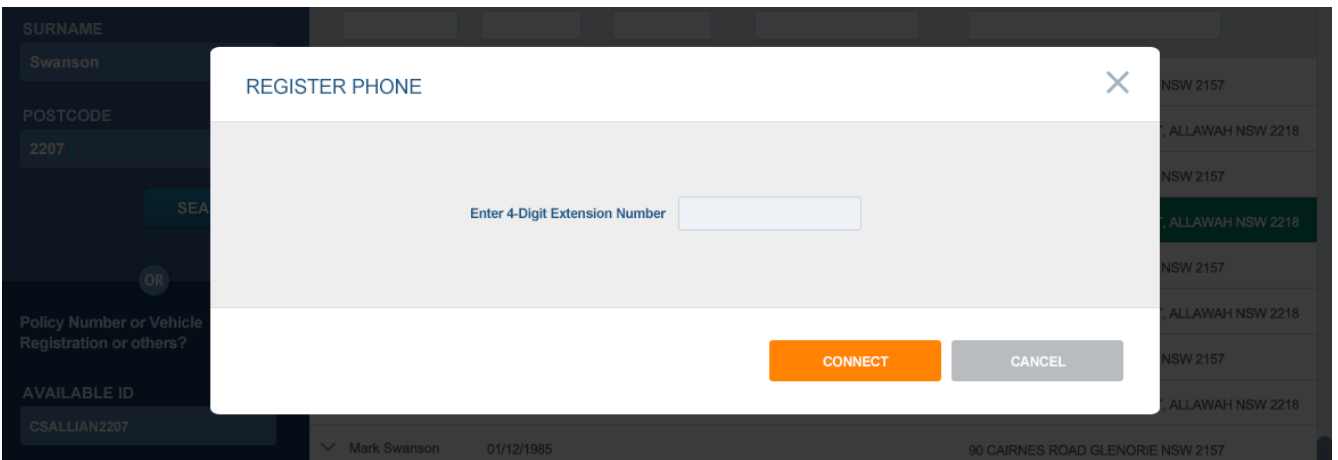 SURNAME
Swanson
POSTCODE
2207
SEA
OR
Policy Number or Vehicle
Registration or others?
AVAILABLE ID
CSALLIAN2207
REGISTER PHONE
Enter 4-Digit Extension Number
CONNECT
CANCEL
NSW 2157
, ALLAWAH NSW 2218
NSW 2157
, ALLAWAH NSW 2218
NSW 2157
, ALLAWAH NSW 2218
NSW 2157
, ALLAWAH NSW 2218
Mark Swanson 01/12/1985 90 CAIRNES ROAD GLENORIE NSW 2157